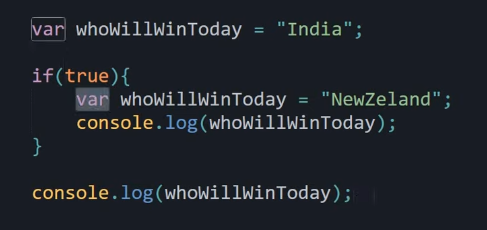 var whoWillWinToday = "India";
if(true){
var whoWillWinToday = "NewZeland";
console.log(whoWillWinToday);
}
console.log(whoWillWinToday);